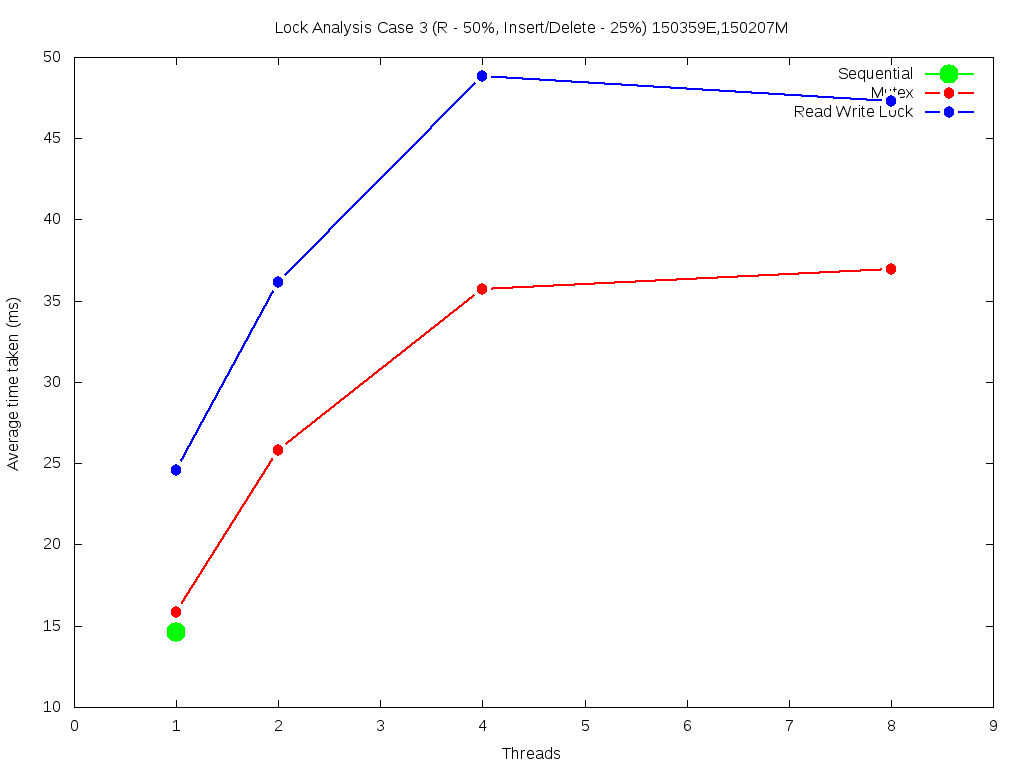 Lock Analysis Case 3 (R - 50%, Insert/Delete - 25%) 150359E,150207M
50
45
40
35
30
25
20
15
10
0 1 2 3 4 5 6 7 8 9
Average time taken (ms)
Threads
Sequential
Mutex
Read Write Lock